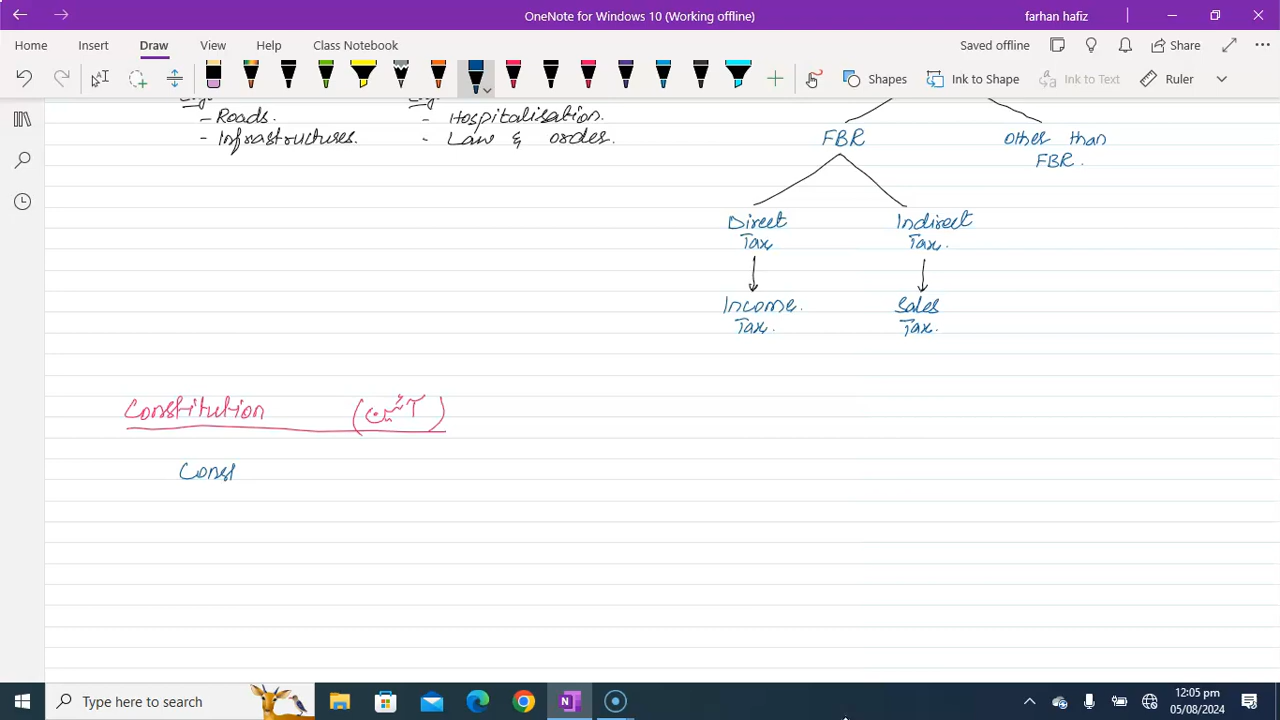 OneNote for Windows 10 (Working offline)
farhan hafiz
Home Insert Draw View Help Class Notebook
Saved offline
Share
Shapes
Ink to Shape
Ink to Text
Ruler
- Roads.
- Infrastructures.
- Hospitalisation.
- Law & order.
FBR
Other than
FBR.
Direct
Tax
Indirect
Tax.
Income.
Tax.
Sales
Tax.
Constitution (آئین)
Const
Type here to search
12:05 pm
05/08/2024